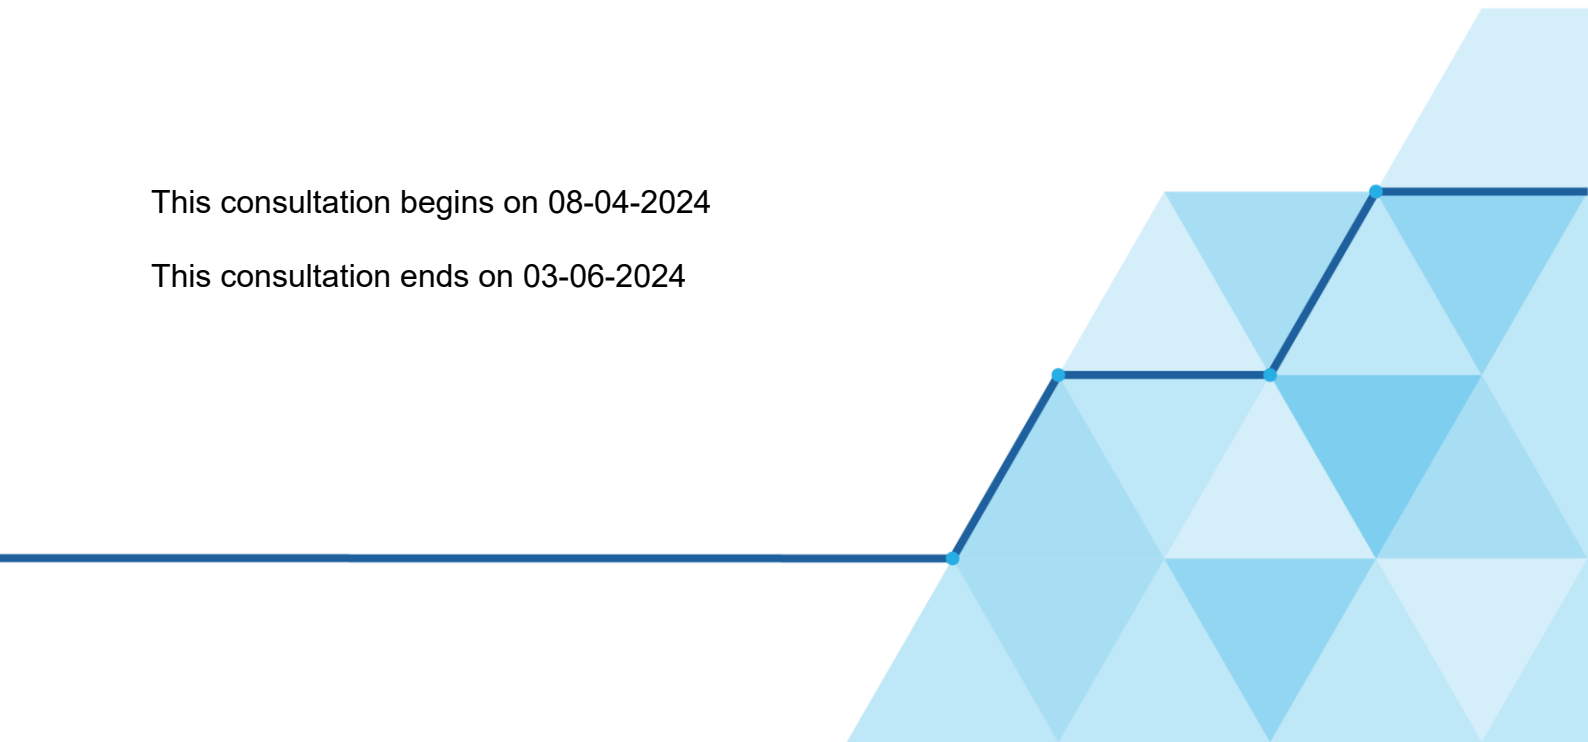 This consultation begins on 08-04-2024
This consultation ends on 03-06-2024